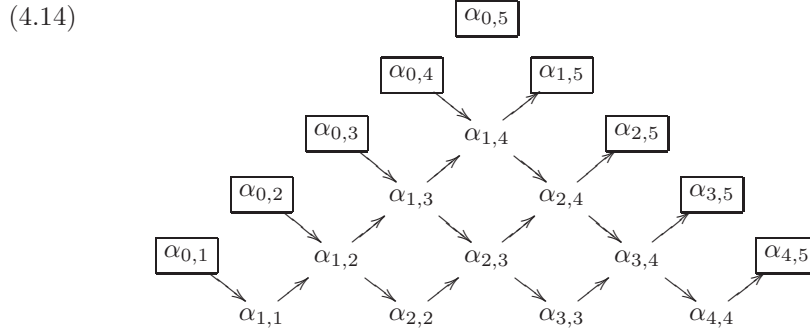 (4.14)
α0,5
α0,4 α1,5
α0,3 α1,4 α2,5
α0,2 α1,3 α2,4 α3,5
α0,1 α1,2 α2,3 α3,4 α4,5
α1,1 α2,2 α3,3 α4,4